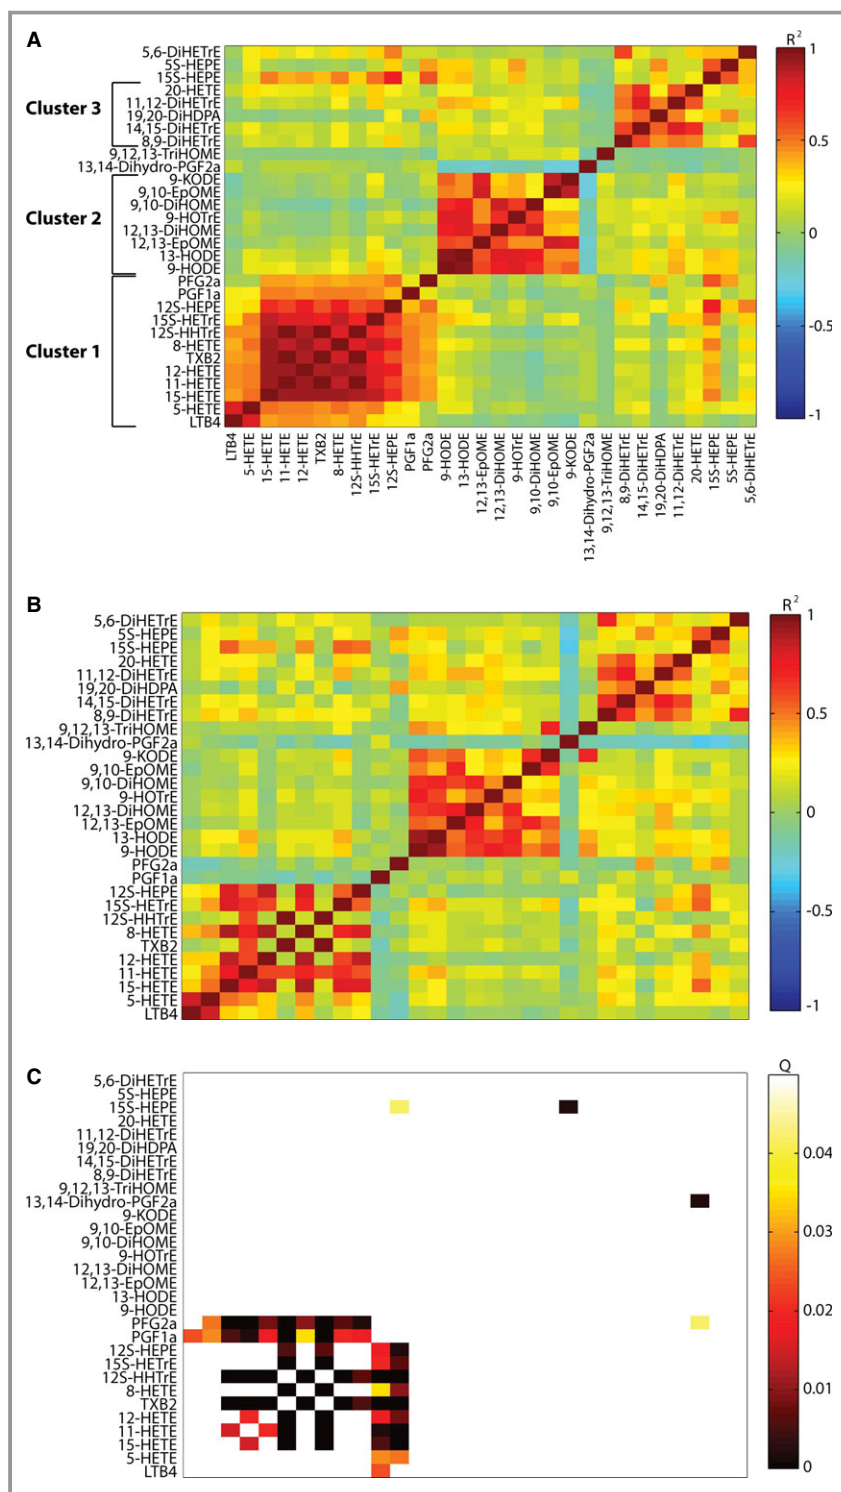 A
R²
5,6-DiHETrE
5S-HEPE
15S-HEPE
20-HETE
11,12-DiHETrE
19,20-DiHDPA
14,15-DiHETrE
8,9-DiHETrE
9,12,13-TriHOME
13,14-Dihydro-PGF2a
9-KODE
9,10-EpOME
9,10-DiHOME
9-HOTrE
12,13-DiHOME
12,13-EpOME
13-HODE
9-HODE
PFG2a
PGF1a
12S-HEPE
15S-HETrE
12S-HHTrE
8-HETE
TXB2
12-HETE
11-HETE
15-HETE
5-HETE
LTB4
Cluster 3
Cluster 2
Cluster 1
1
0.5
0
-0.5
-1
LTB4
5-HETE
15-HETE
11-HETE
12-HETE
TXB2
8-HETE
12S-HHTrE
15S-HETrE
12S-HEPE
PGF1a
PFG2a
9-HODE
13-HODE
12,13-EpOME
12,13-DiHOME
9-HOTrE
9,10-DiHOME
9,10-EpOME
9-KODE
13,14-Dihydro-PGF2a
9,12,13-TriHOME
8,9-DiHETrE
14,15-DiHETrE
19,20-DiHDPA
11,12-DiHETrE
20-HETE
15S-HEPE
5S-HEPE
5,6-DiHETrE
B
R²
5,6-DiHETrE
5S-HEPE
15S-HEPE
20-HETE
11,12-DiHETrE
19,20-DiHDPA
14,15-DiHETrE
8,9-DiHETrE
9,12,13-TriHOME
13,14-Dihydro-PGF2a
9-KODE
9,10-EpOME
9,10-DiHOME
9-HOTrE
12,13-DiHOME
12,13-EpOME
13-HODE
9-HODE
PFG2a
PGF1a
12S-HEPE
15S-HETrE
12S-HHTrE
8-HETE
TXB2
12-HETE
11-HETE
15-HETE
5-HETE
LTB4
1
0.5
0
-0.5
-1
C
Q
5,6-DiHETrE
5S-HEPE
15S-HEPE
20-HETE
11,12-DiHETrE
19,20-DiHDPA
14,15-DiHETrE
8,9-DiHETrE
9,12,13-TriHOME
13,14-Dihydro-PGF2a
9-KODE
9,10-EpOME
9,10-DiHOME
9-HOTrE
12,13-DiHOME
12,13-EpOME
13-HODE
9-HODE
PFG2a
PGF1a
12S-HEPE
15S-HETrE
12S-HHTrE
8-HETE
TXB2
12-HETE
11-HETE
15-HETE
5-HETE
LTB4
0.04
0.03
0.02
0.01
0